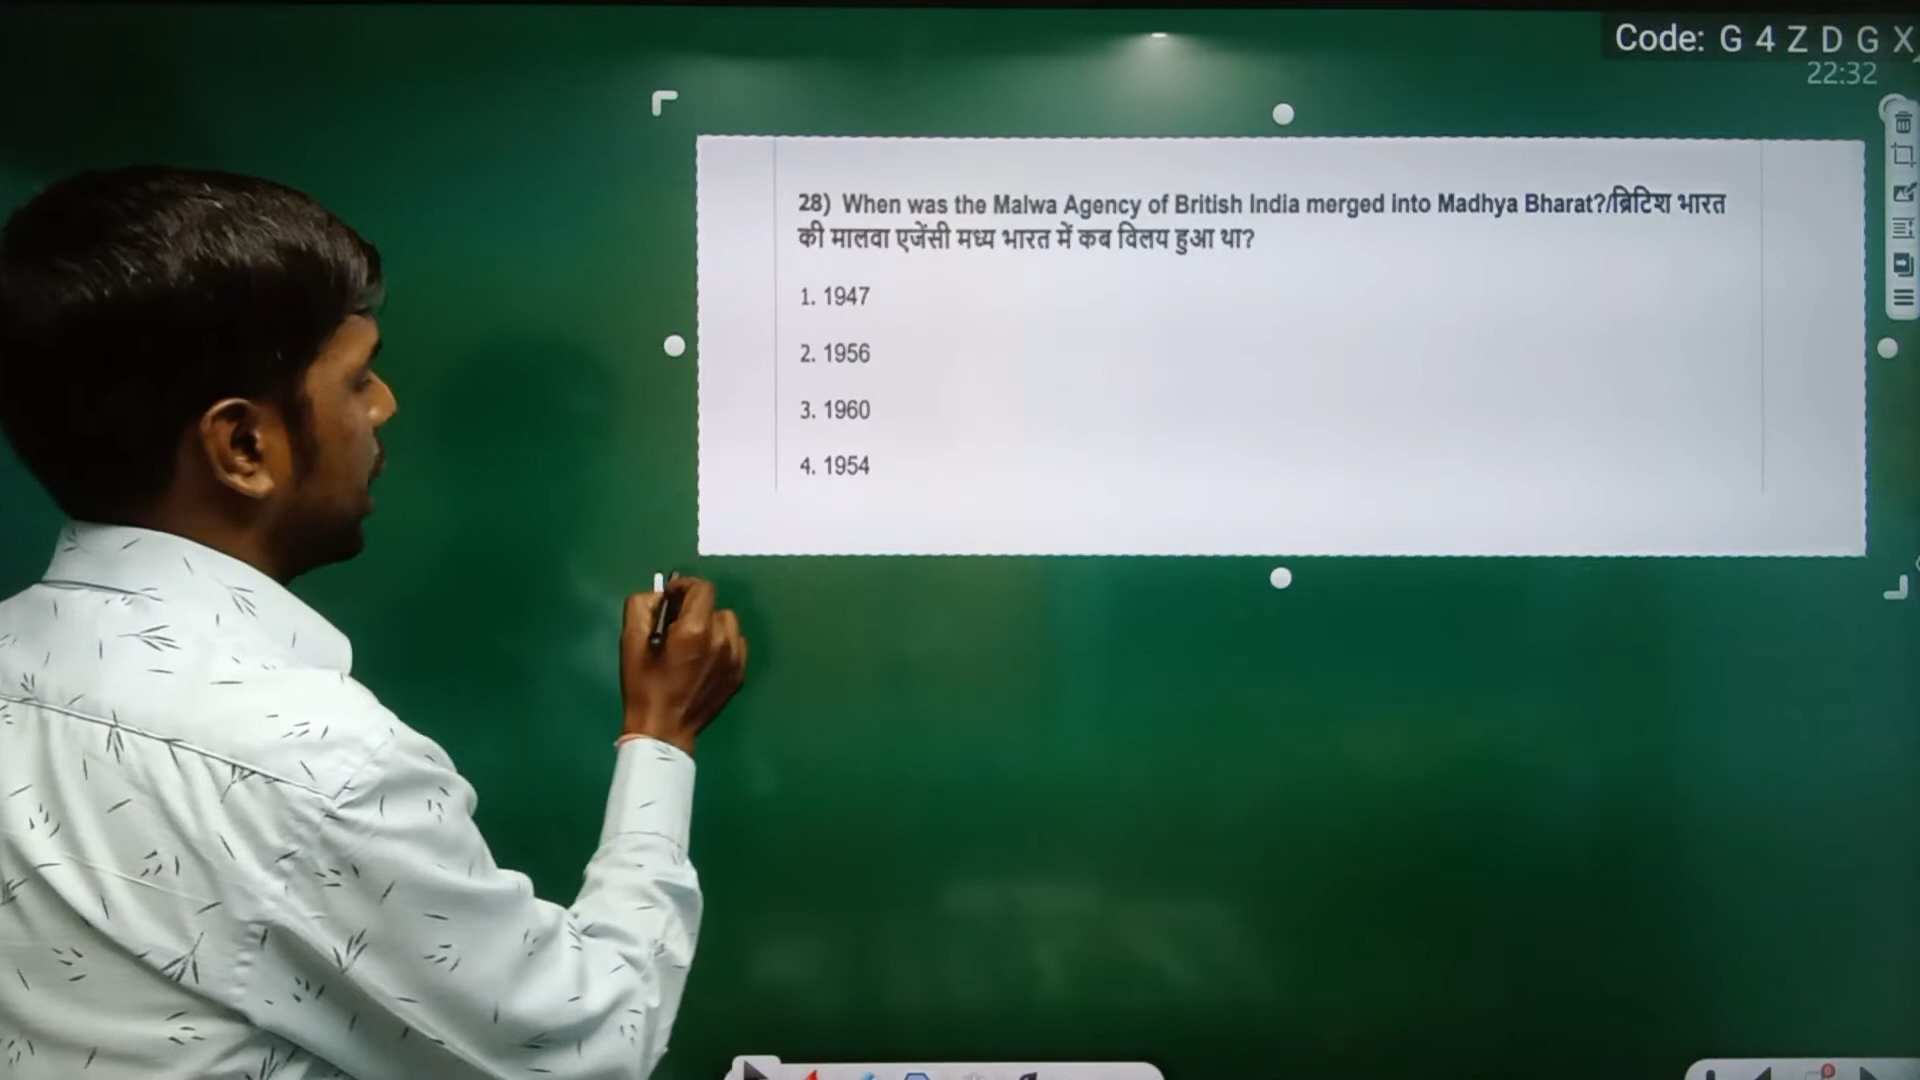 Code: G 4 Z D G X
22:32
28) When was the Malwa Agency of British India merged into Madhya Bharat?/ब्रिटिश भारत
की मालवा एजेंसी मध्य भारत में कब विलय हुआ था?
1. 1947
2. 1956
3. 1960
4. 1954